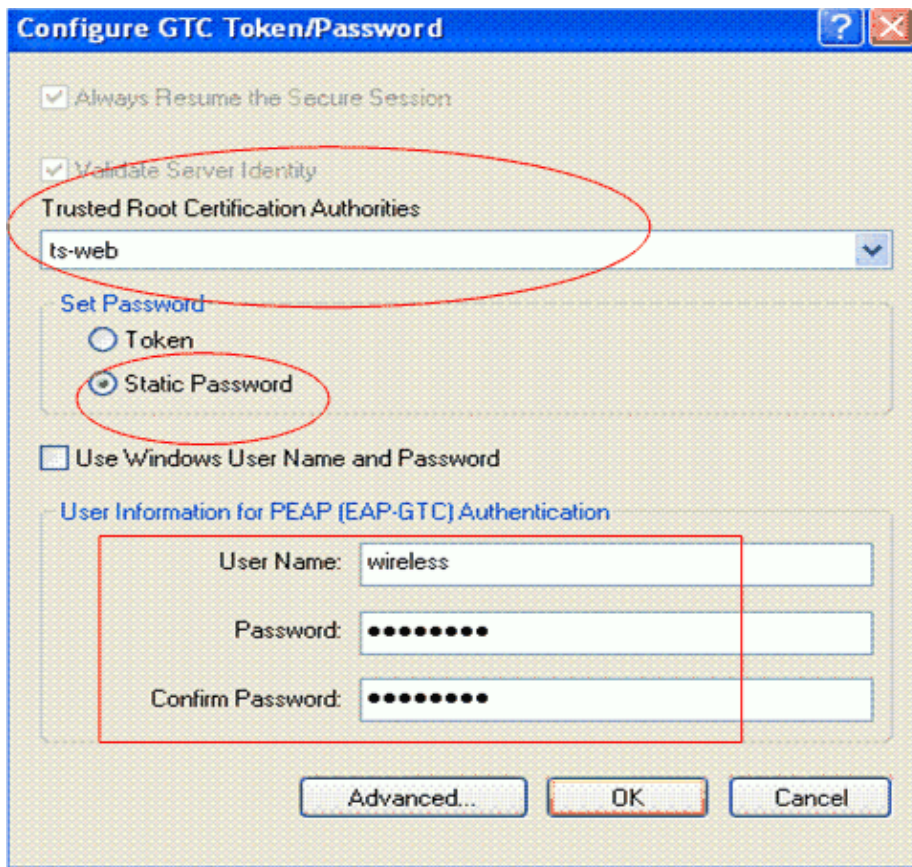 Configure GTC Token/Password
Always Resume the Secure Session
Validate Server Identity
Trusted Root Certification Authorities
ts-web
Set Password
Token
Static Password
Use Windows User Name and Password
User Information for PEAP (EAP-GTC) Authentication
User Name: wireless
Password: ●●●●●●●●
Confirm Password: ●●●●●●●●
Advanced... OK Cancel